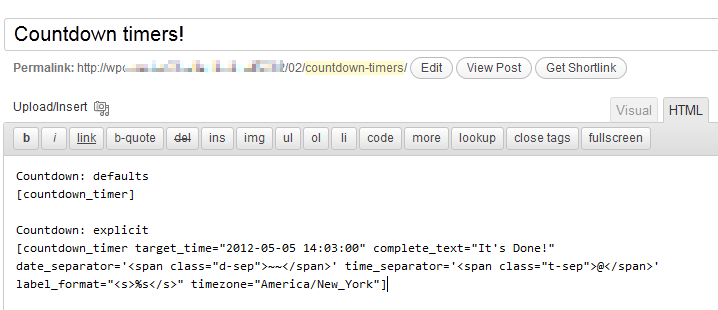 Countdown timers!
Permalink: http://wp /02/countdown-timers/ Edit View Post Get Shortlink
Upload/Insert Visual HTML
b i link b-quote del ins img ul ol li code more lookup close tags fullscreen
Countdown: defaults
[countdown_timer]
Countdown: explicit
[countdown_timer target_time="2012-05-05 14:03:00" complete_text="It's Done!"
date_separator='<span class="d-sep">~~</span>' time_separator='<span class="t-sep">@</span>'
label_format="<s>%s</s>" timezone="America/New_York"]